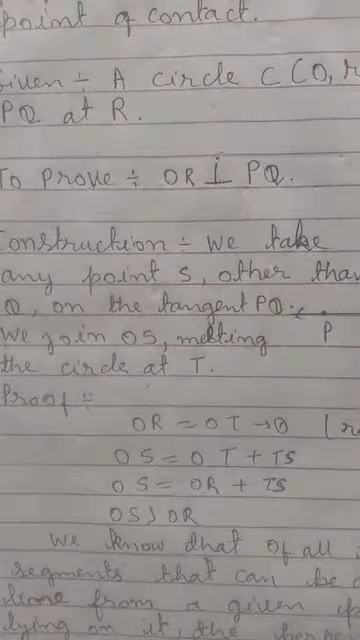 point of contact.
Given ÷ A circle C(O, r
PQ at R.
To Prove ÷ OR ⊥ PQ.
Construction ÷ We take
any point S, other than
Q, on the tangent PQ.
P
We join OS, melting
the circle at T.
Proof ÷
OR = OT → ①
OS = OT + TS
OS = OR + TS
OS > OR
We know that of all
segments that can be
line from a given
lying on it, the